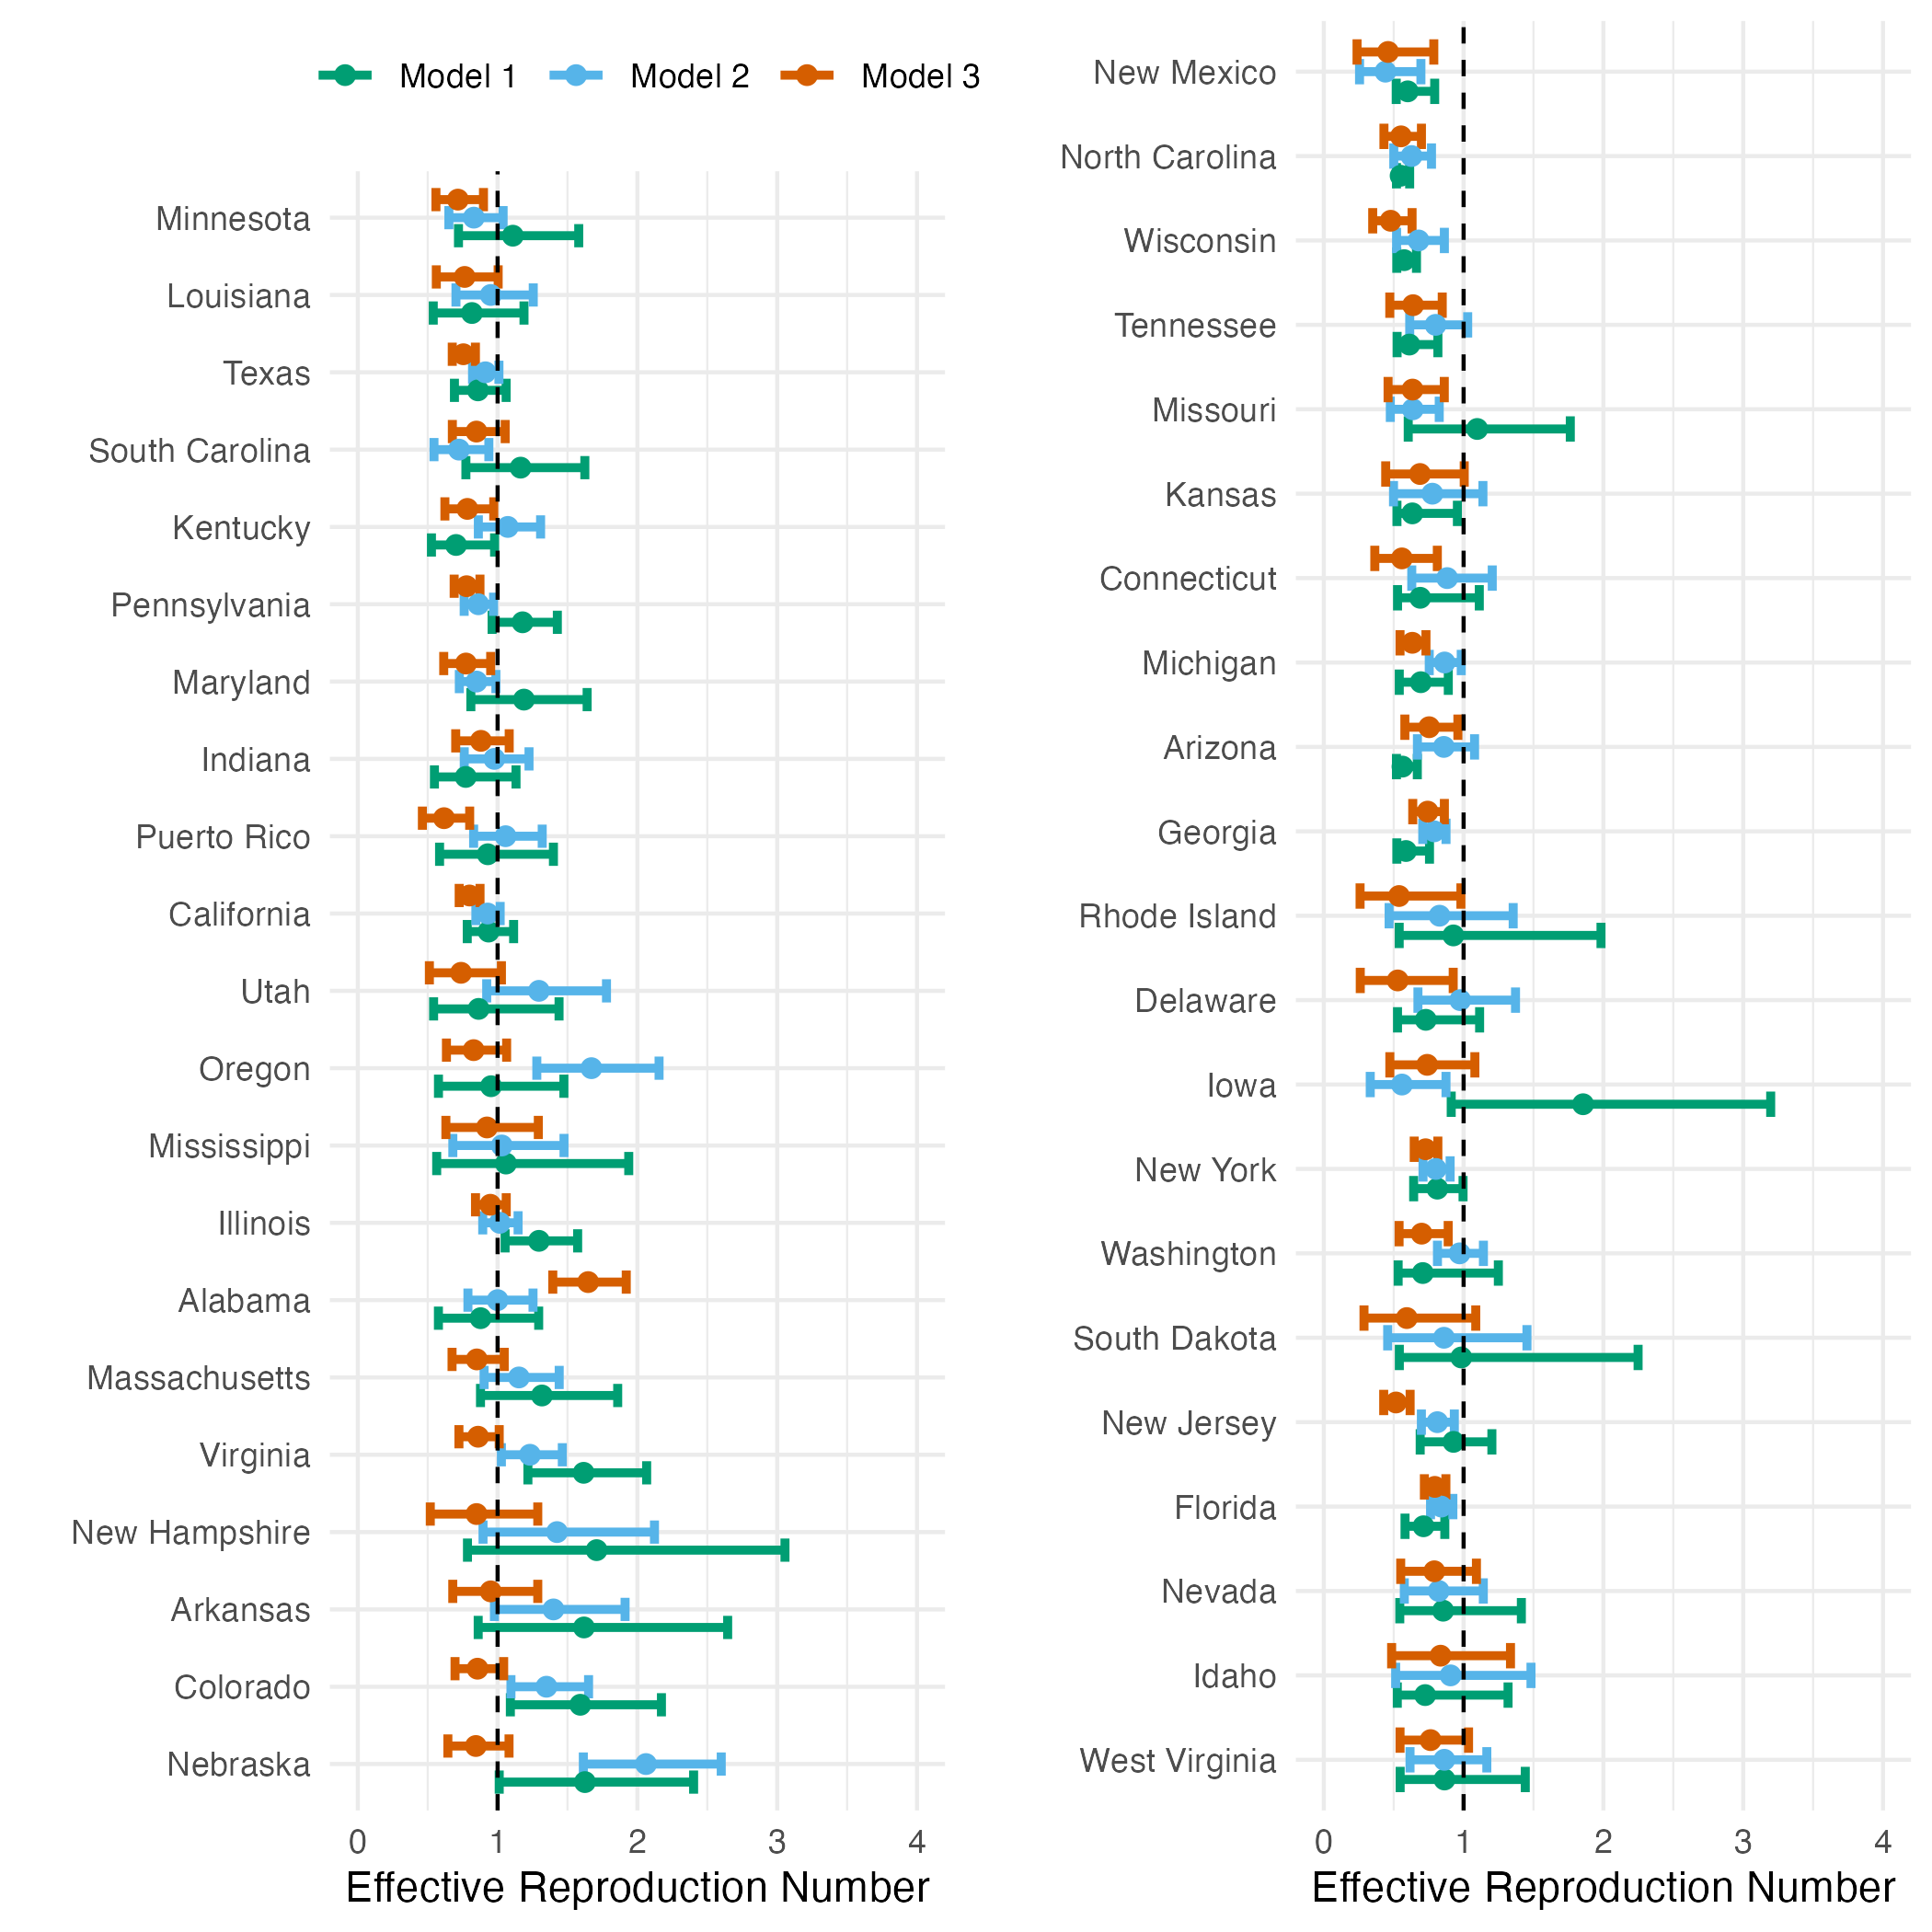 Model 1 Model 2 Model 3
Minnesota
Louisiana
Texas
South Carolina
Kentucky
Pennsylvania
Maryland
Indiana
Puerto Rico
California
Utah
Oregon
Mississippi
Illinois
Alabama
Massachusetts
Virginia
New Hampshire
Arkansas
Colorado
Nebraska
0 1 2 3 4
Effective Reproduction Number
New Mexico
North Carolina
Wisconsin
Tennessee
Missouri
Kansas
Connecticut
Michigan
Arizona
Georgia
Rhode Island
Delaware
Iowa
New York
Washington
South Dakota
New Jersey
Florida
Nevada
Idaho
West Virginia
0 1 2 3 4
Effective Reproduction Number